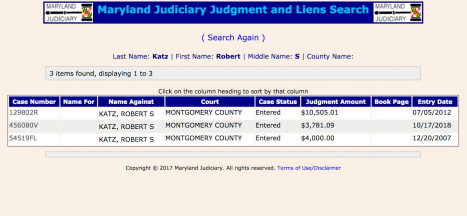 MARYLAND JUDICIARY Maryland Judiciary Judgment and Liens Search MARYLAND JUDICIARY
( Search Again )
Last Name: Katz | First Name: Robert | Middle Name: S | County Name:
3 items found, displaying 1 to 3
Click on the column heading to sort by that column
Case Number Name For Name Against Court Case Status Judgment Amount Book Page Entry Date
129802R KATZ, ROBERT S MONTGOMERY COUNTY Entered $10,505.01 07/05/2012
456080V KATZ, ROBERT S MONTGOMERY COUNTY Entered $3,781.09 10/17/2018
54519FL KATZ, ROBERT S MONTGOMERY COUNTY Entered $4,000.00 12/20/2007
Copyright © 2017 Maryland Judiciary. All rights reserved. Terms of Use/Disclaimer